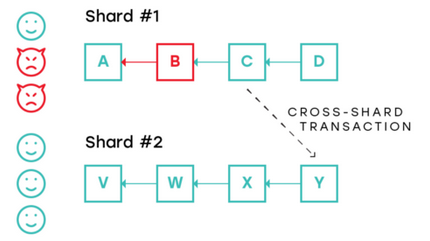 Shard #1
A B C D
CROSS-SHARD
TRANSACTION
Shard #2
V W X Y